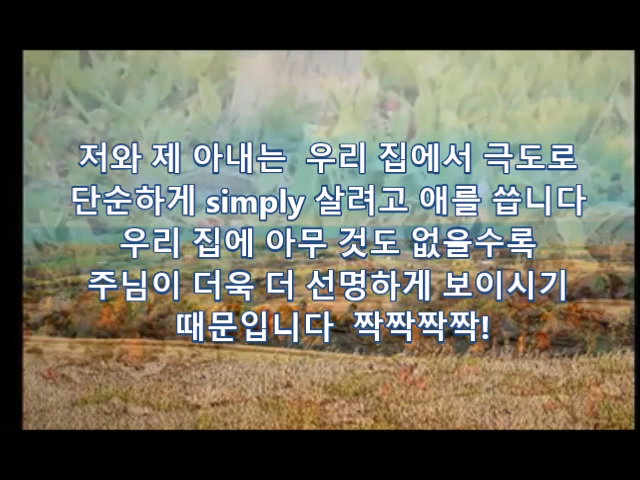 저와 제 아내는 우리 집에서 극도로
단순하게 simply 살려고 애를 씁니다
우리 집에 아무 것도 없을수록
주님이 더욱 더 선명하게 보이시기
때문입니다 짝짝짝짝!